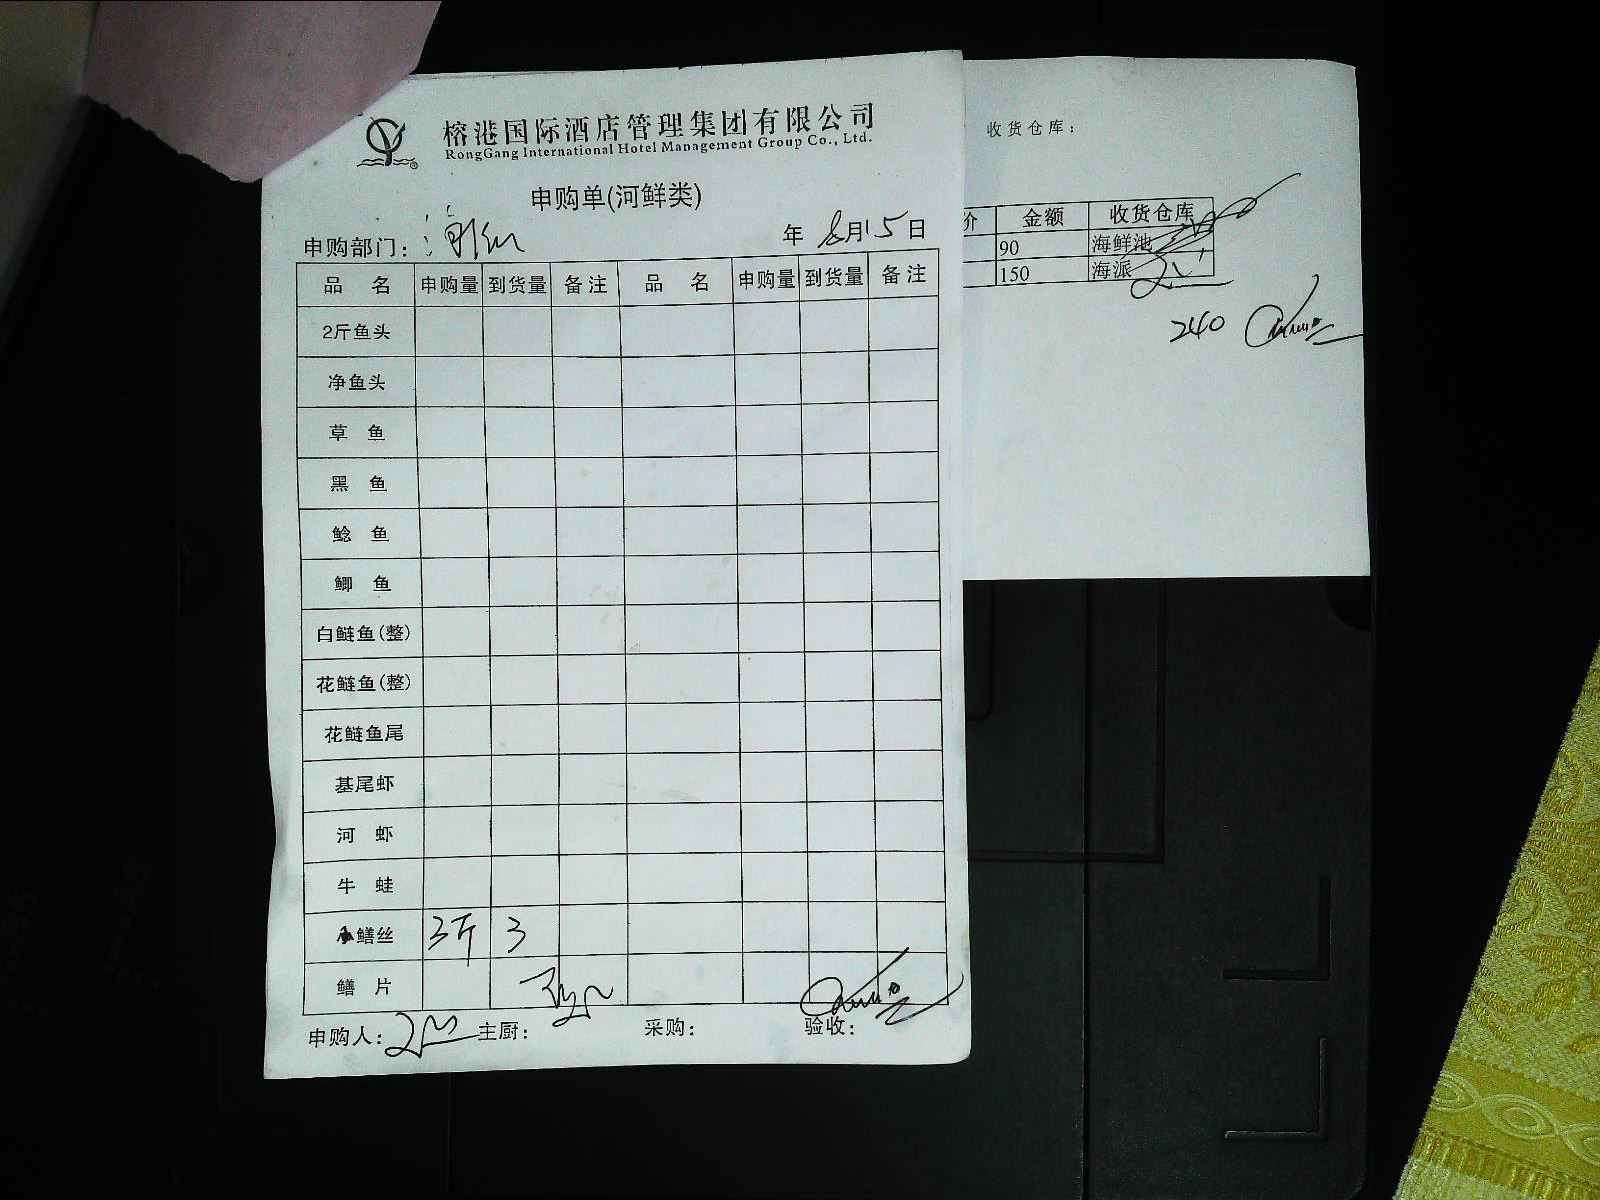 榕港国际酒店管理集团有限公司
RongGang International Hotel Management Group Co., Ltd.
申购单(河鲜类)
申购部门: 年 8月15日
品 名 申购量 到货量 备注 品 名 申购量 到货量 备注
2斤鱼头
净鱼头
草 鱼
黑 鱼
鲶 鱼
鲫 鱼
白鲢鱼(整)
花鲢鱼(整)
花鲢鱼尾
基尾虾
河 虾
牛 蛙
鳝丝 3斤 3
鳝 片
申购人: 主厨: 采购: 验收:
收货仓库:
价 金额 收货仓库
90 海鲜池
150 海派
240